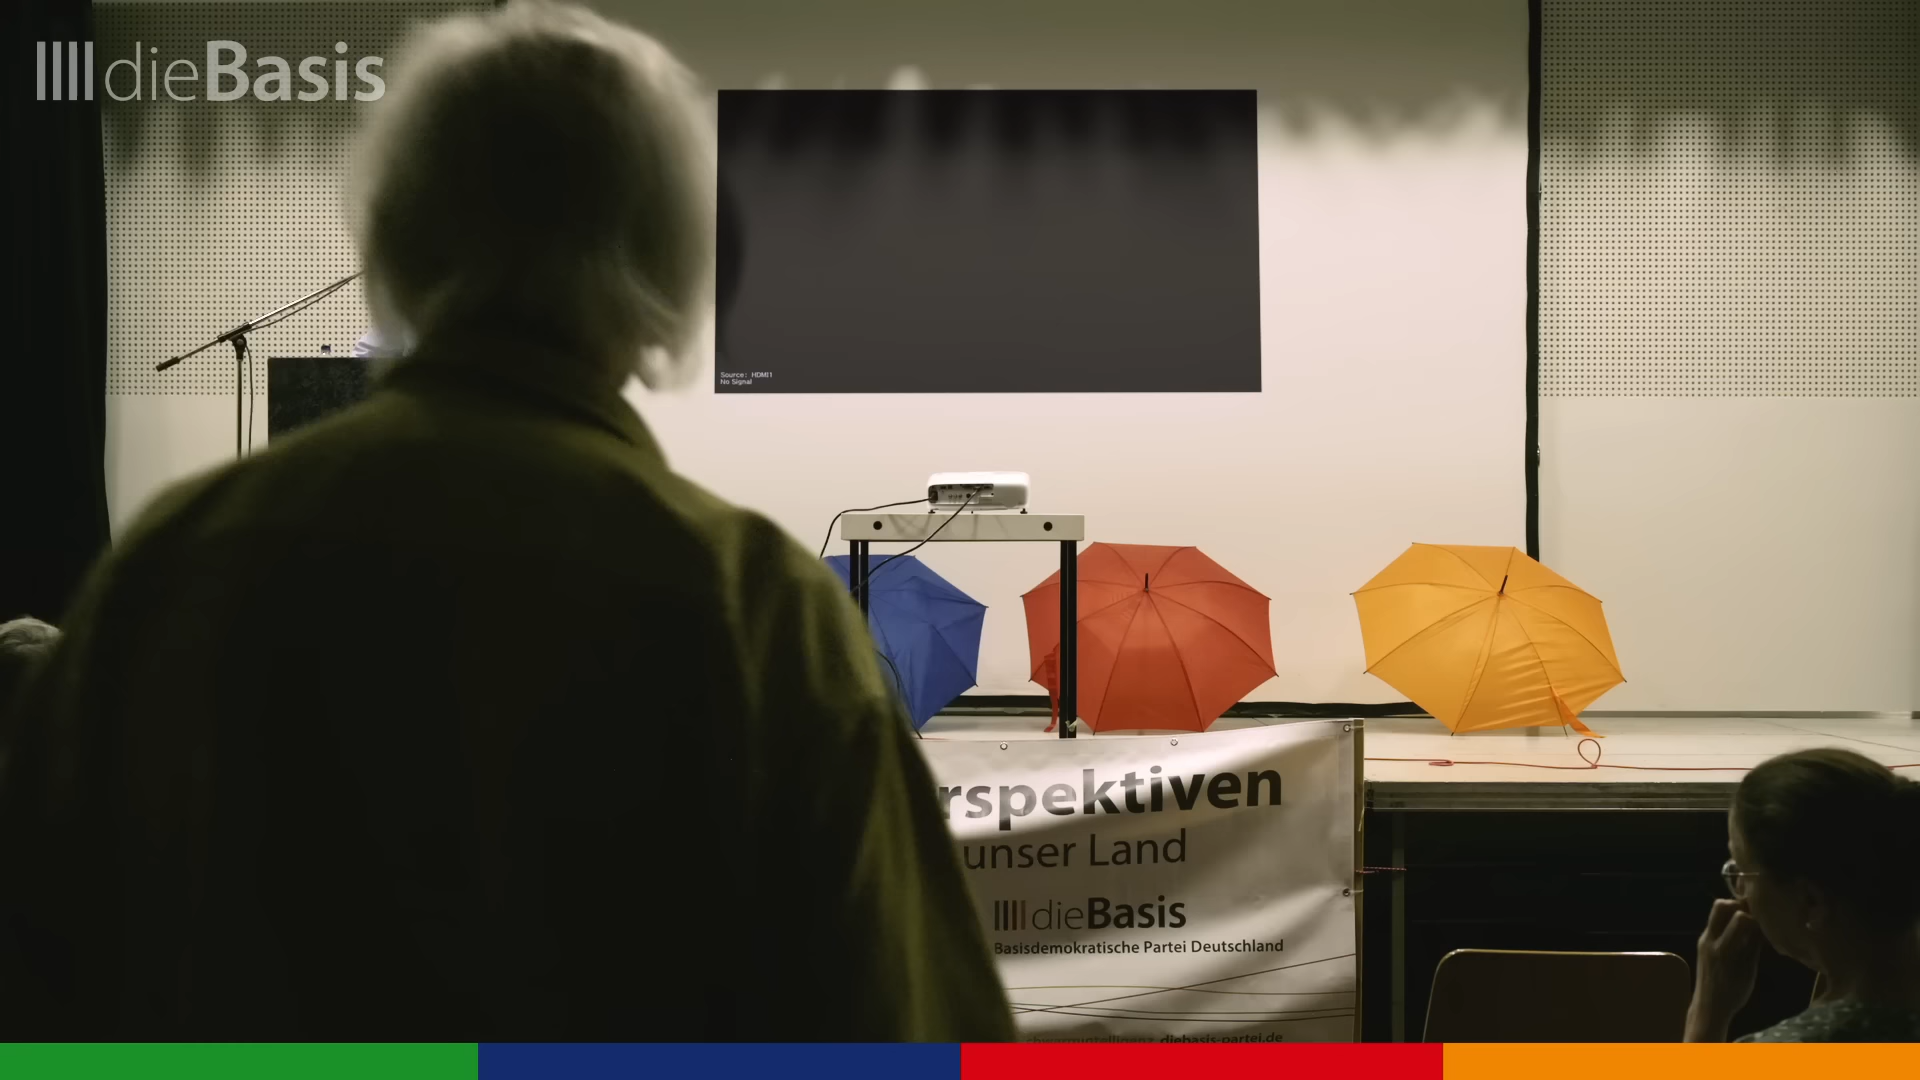 dieBasis
Source: HDMI1
No Signal
rspektiven
unser Land
dieBasis
Basisdemokratische Partei Deutschland
diebasis-partei.de